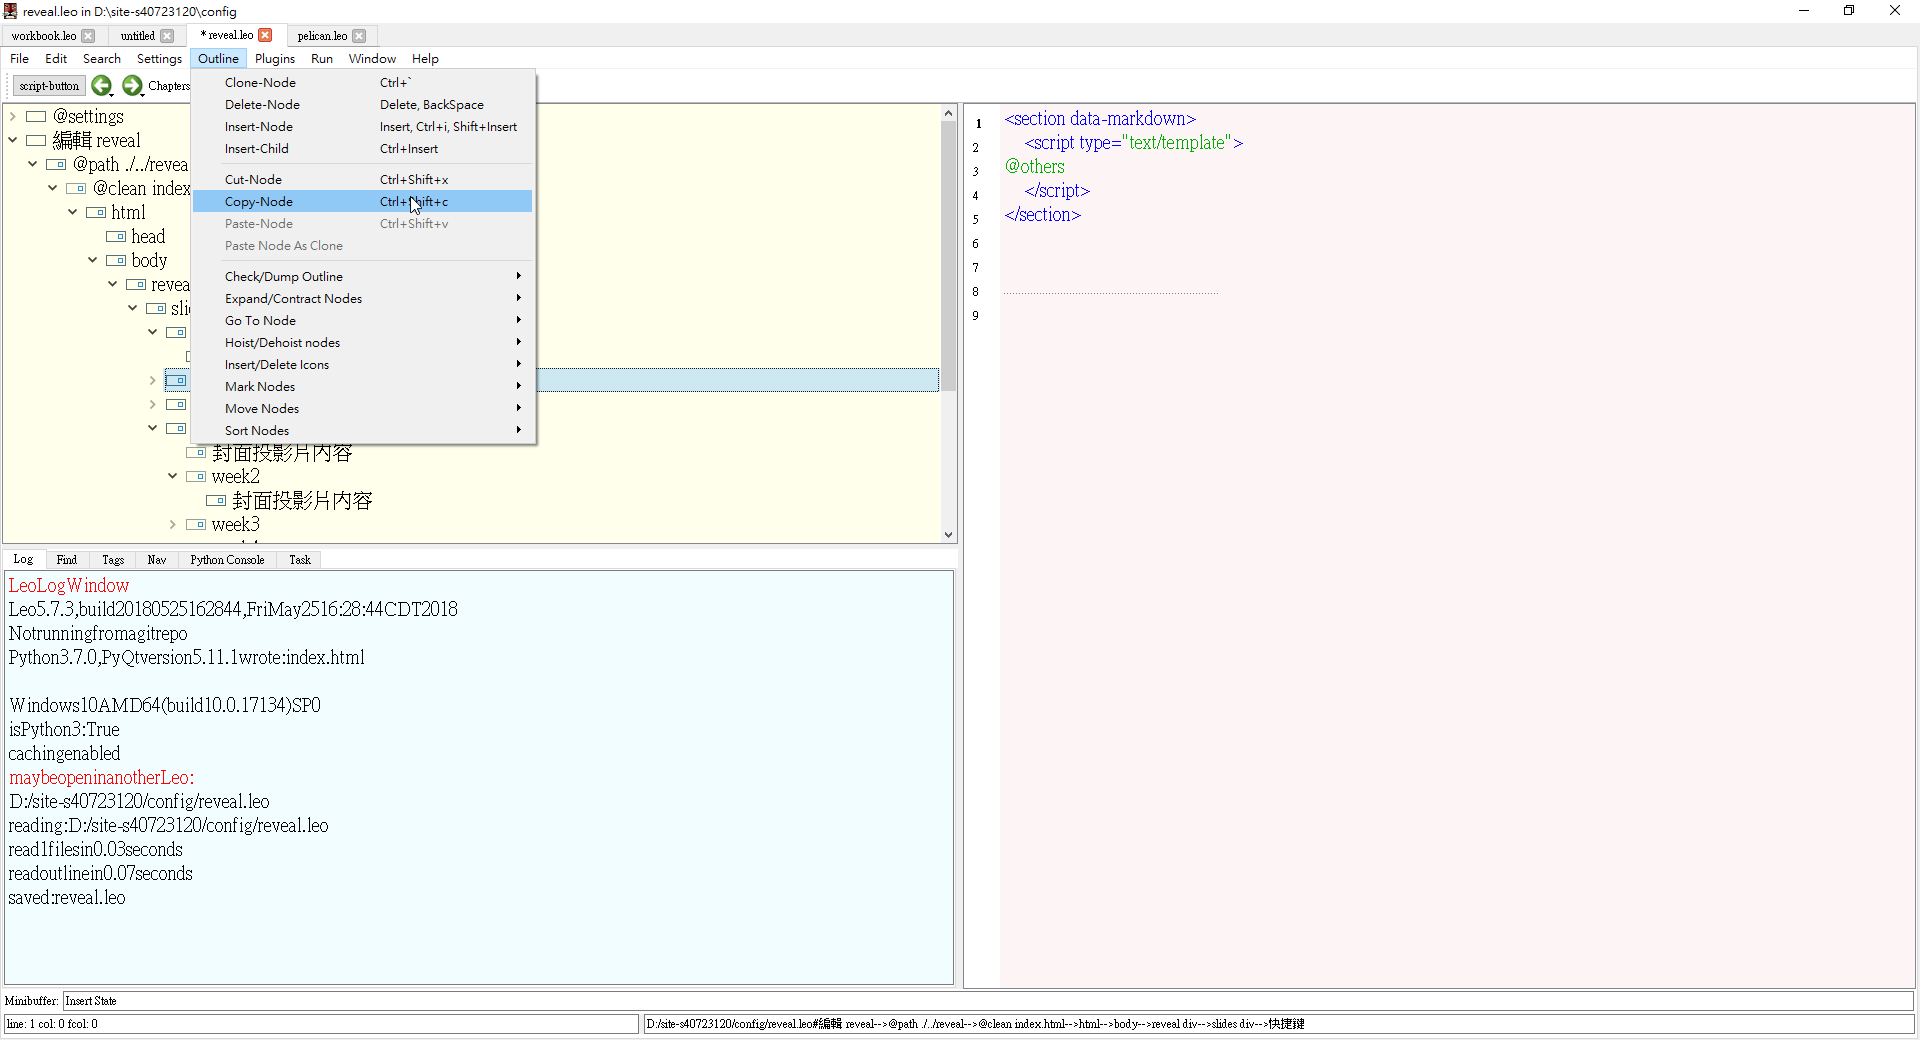 reveal.leo in D:\site-s40723120\config
workbook.leo untitled * reveal.leo pelican.leo
File Edit Search Settings Outline Plugins Run Window Help
script-button Chapters
Clone-Node Ctrl+`
Delete-Node Delete, BackSpace
Insert-Node Insert, Ctrl+i, Shift+Insert
Insert-Child Ctrl+Insert
Cut-Node Ctrl+Shift+x
Copy-Node Ctrl+Shift+c
Paste-Node Ctrl+Shift+v
Paste Node As Clone
Check/Dump Outline
Expand/Contract Nodes
Go To Node
Hoist/Dehoist nodes
Insert/Delete Icons
Mark Nodes
Move Nodes
Sort Nodes
@settings
編輯 reveal
@path ./../revea
@clean index
html
head
body
revea
sli
封面投影片內容
week2
封面投影片內容
week3
1 <section data-markdown>
2 <script type="text/template">
3 @others
4 </script>
5 </section>
6
7
8
9
Log Find Tags Nav Python Console Task
LeoLogWindow
Leo5.7.3,build20180525162844,FriMay2516:28:44CDT2018
Notrunningfromagitrepo
Python3.7.0,PyQtversion5.11.1wrote:index.html
Windows10AMD64(build10.0.17134)SP0
isPython3:True
cachingenabled
maybeopeninanotherLeo:
D:/site-s40723120/config/reveal.leo
reading:D:/site-s40723120/config/reveal.leo
read1filesin0.03seconds
readoutlinein0.07seconds
saved:reveal.leo
Minibuffer: Insert State
line: 1 col: 0 fcol: 0
D:/site-s40723120/config/reveal.leo#編輯 reveal-->@path ./../reveal-->@clean index.html-->html-->body-->reveal div-->slides div-->快捷鍵